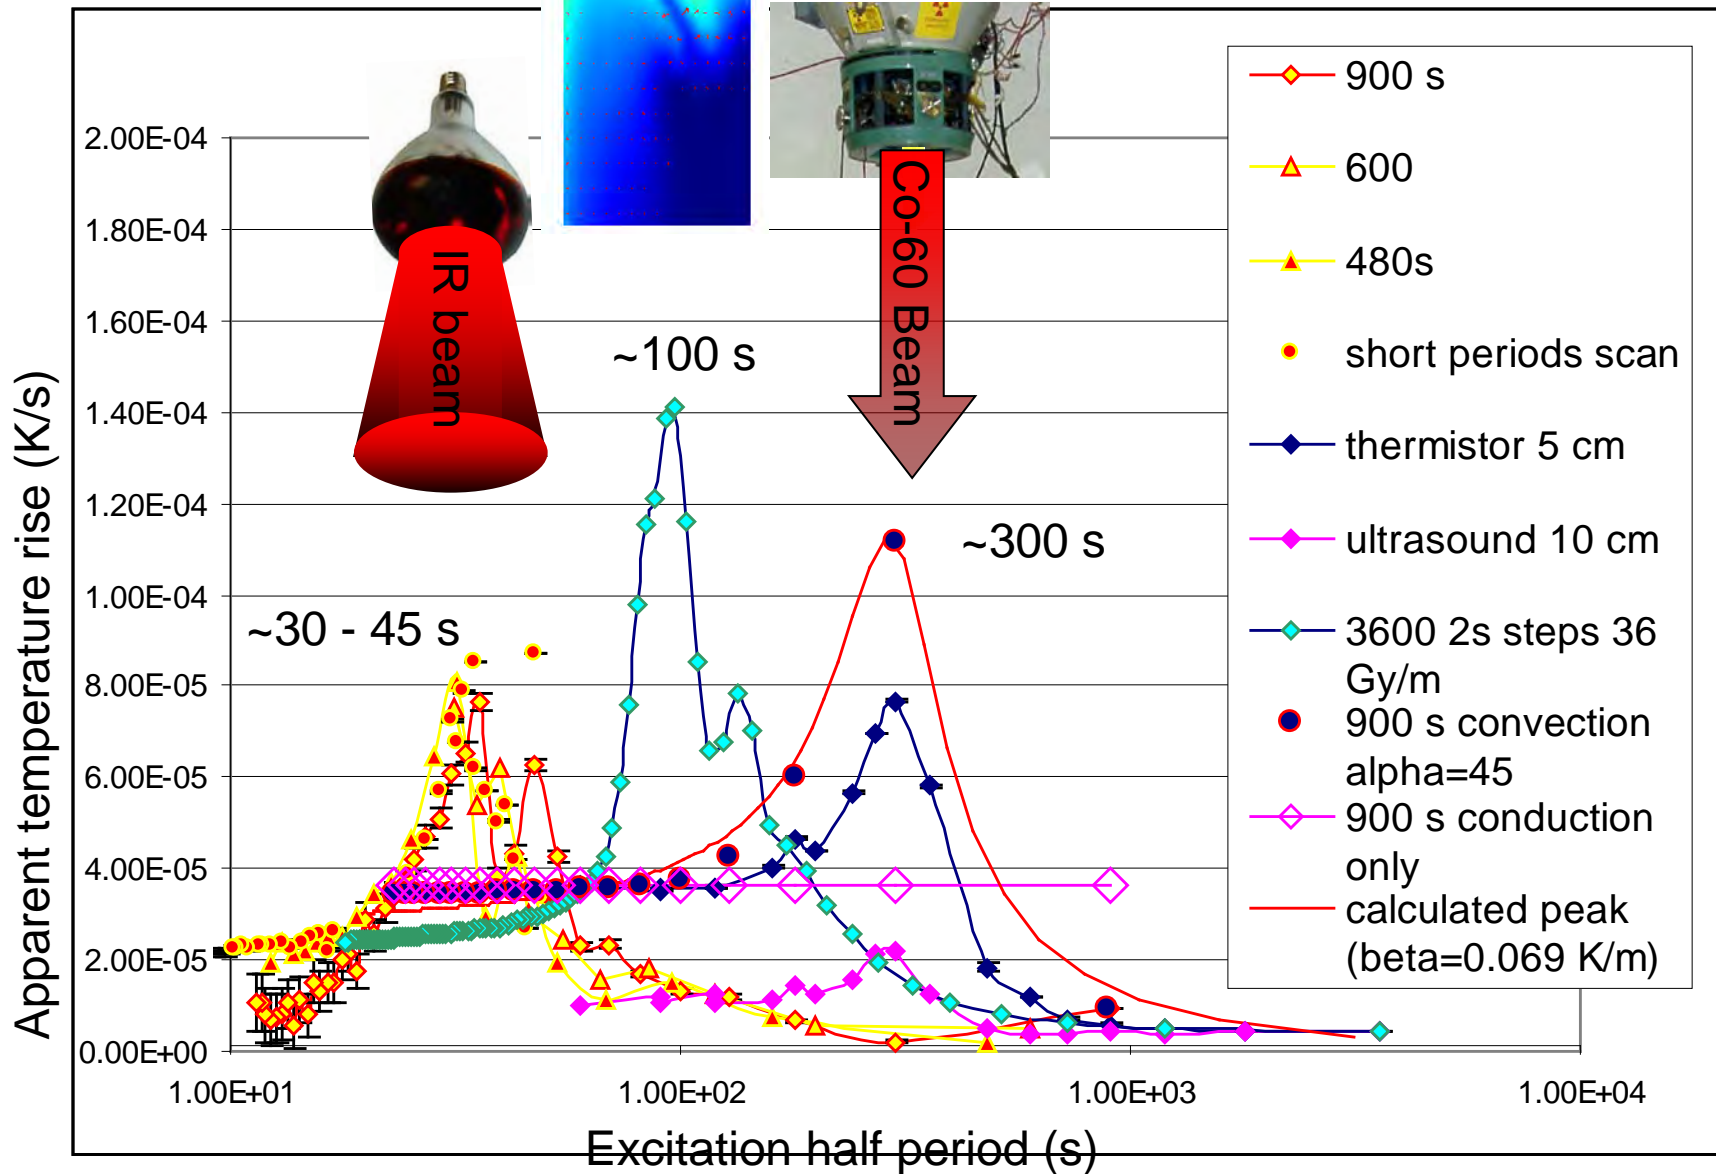 2.00E-04
1.80E-04
1.60E-04
1.40E-04
1.20E-04
1.00E-04
8.00E-05
6.00E-05
4.00E-05
2.00E-05
0.00E+00
Apparent temperature rise (K/s)
1.00E+01
1.00E+02
1.00E+03
1.00E+04
Excitation half period (s)
IR beam
Co-60 Beam
~30 - 45 s
~100 s
~300 s
900 s
600
480s
short periods scan
thermistor 5 cm
ultrasound 10 cm
3600 2s steps 36
Gy/m
900 s convection
alpha=45
900 s conduction
only
calculated peak
(beta=0.069 K/m)